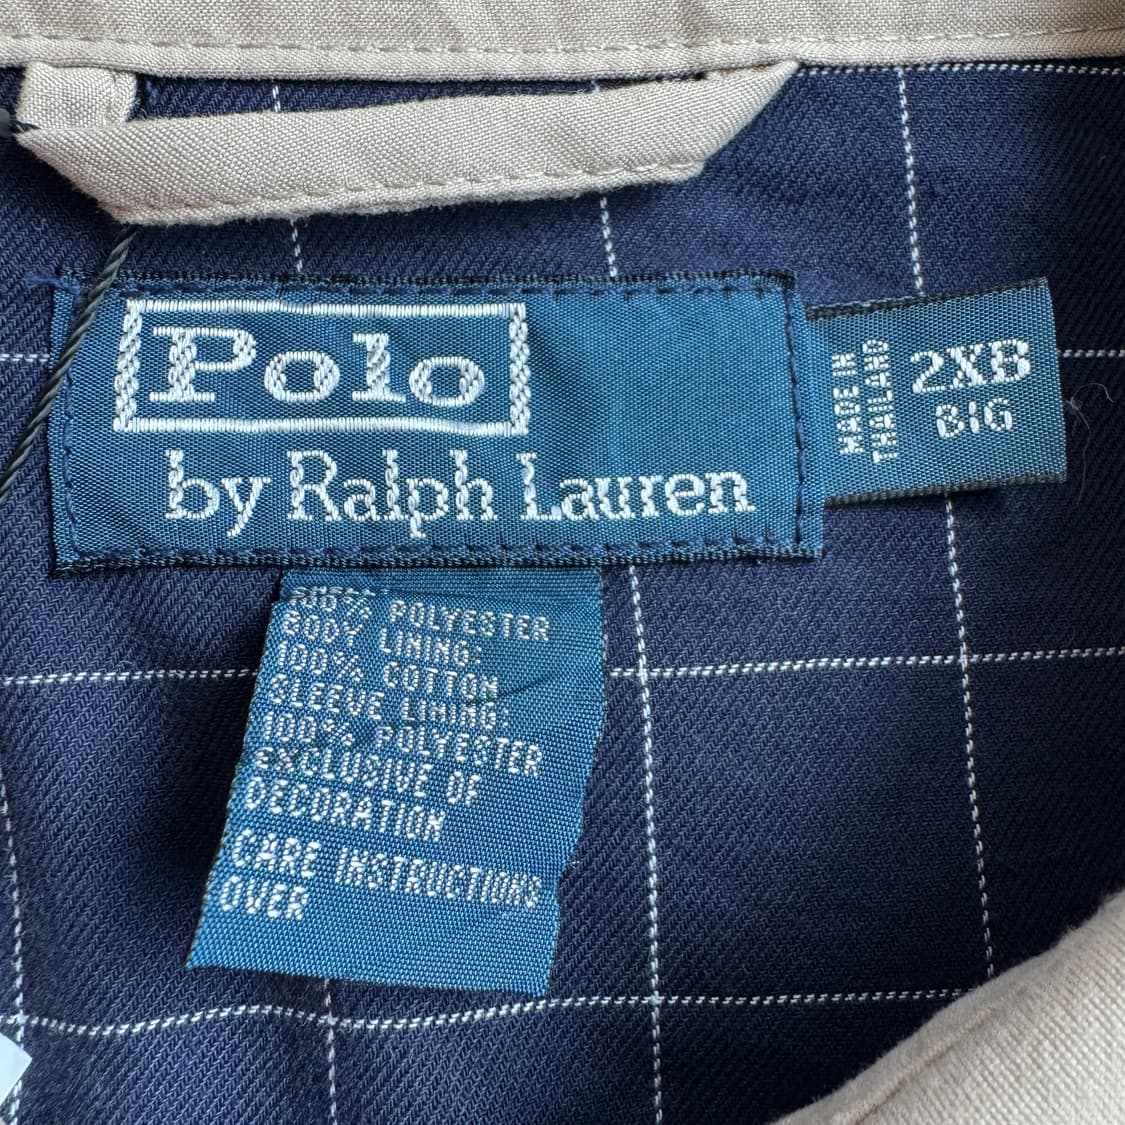 Polo
by Ralph Lauren
MADE IN
THAILAND
2XB
BIG
100% POLYESTER
BODY LINING:
100% COTTON
SLEEVE LINING:
100% POLYESTER
EXCLUSIVE OF
DECORATION
CARE INSTRUCTIONS
OVER